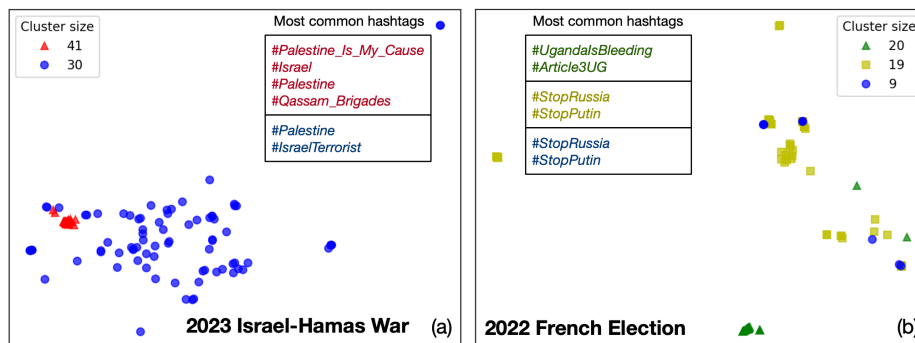 Cluster size
41
30
Most common hashtags
#Palestine_Is_My_Cause
#Israel
#Palestine
#Qassam_Brigades
#Palestine
#IsraelTerrorist
2023 Israel-Hamas War (a)
Most common hashtags
#UgandaIsBleeding
#Article3UG
#StopRussia
#StopPutin
#StopRussia
#StopPutin
Cluster size
20
19
9
2022 French Election (b)